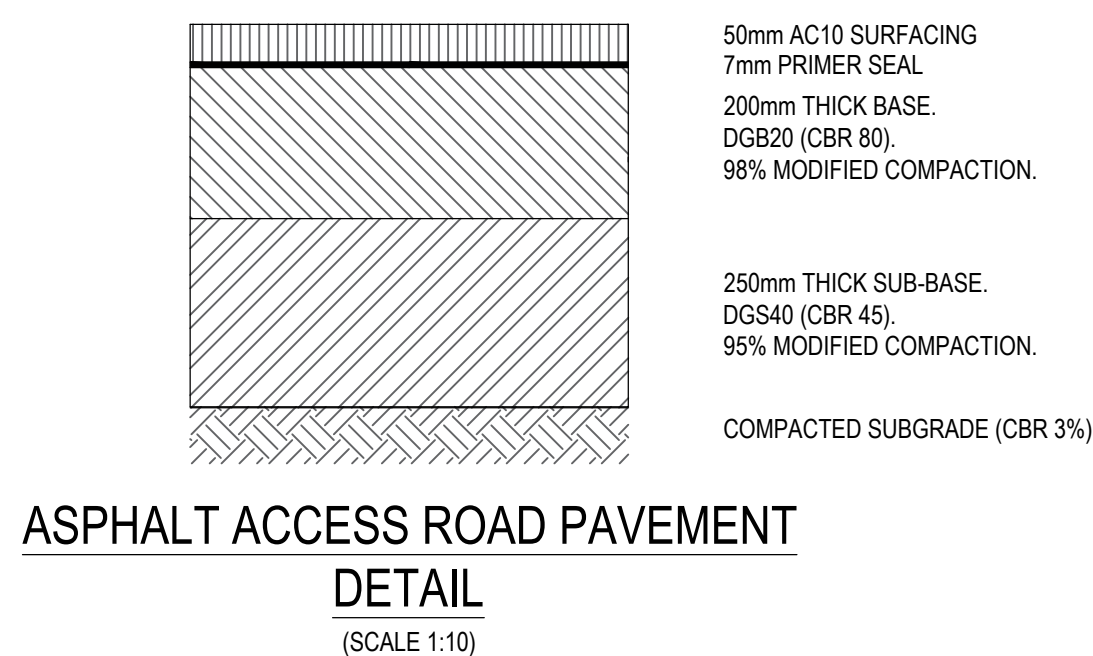 50mm AC10 SURFACING
7mm PRIMER SEAL
200mm THICK BASE.
DGB20 (CBR 80).
98% MODIFIED COMPACTION.
250mm THICK SUB-BASE.
DGS40 (CBR 45).
95% MODIFIED COMPACTION.
COMPACTED SUBGRADE (CBR 3%)
ASPHALT ACCESS ROAD PAVEMENT
DETAIL
(SCALE 1:10)